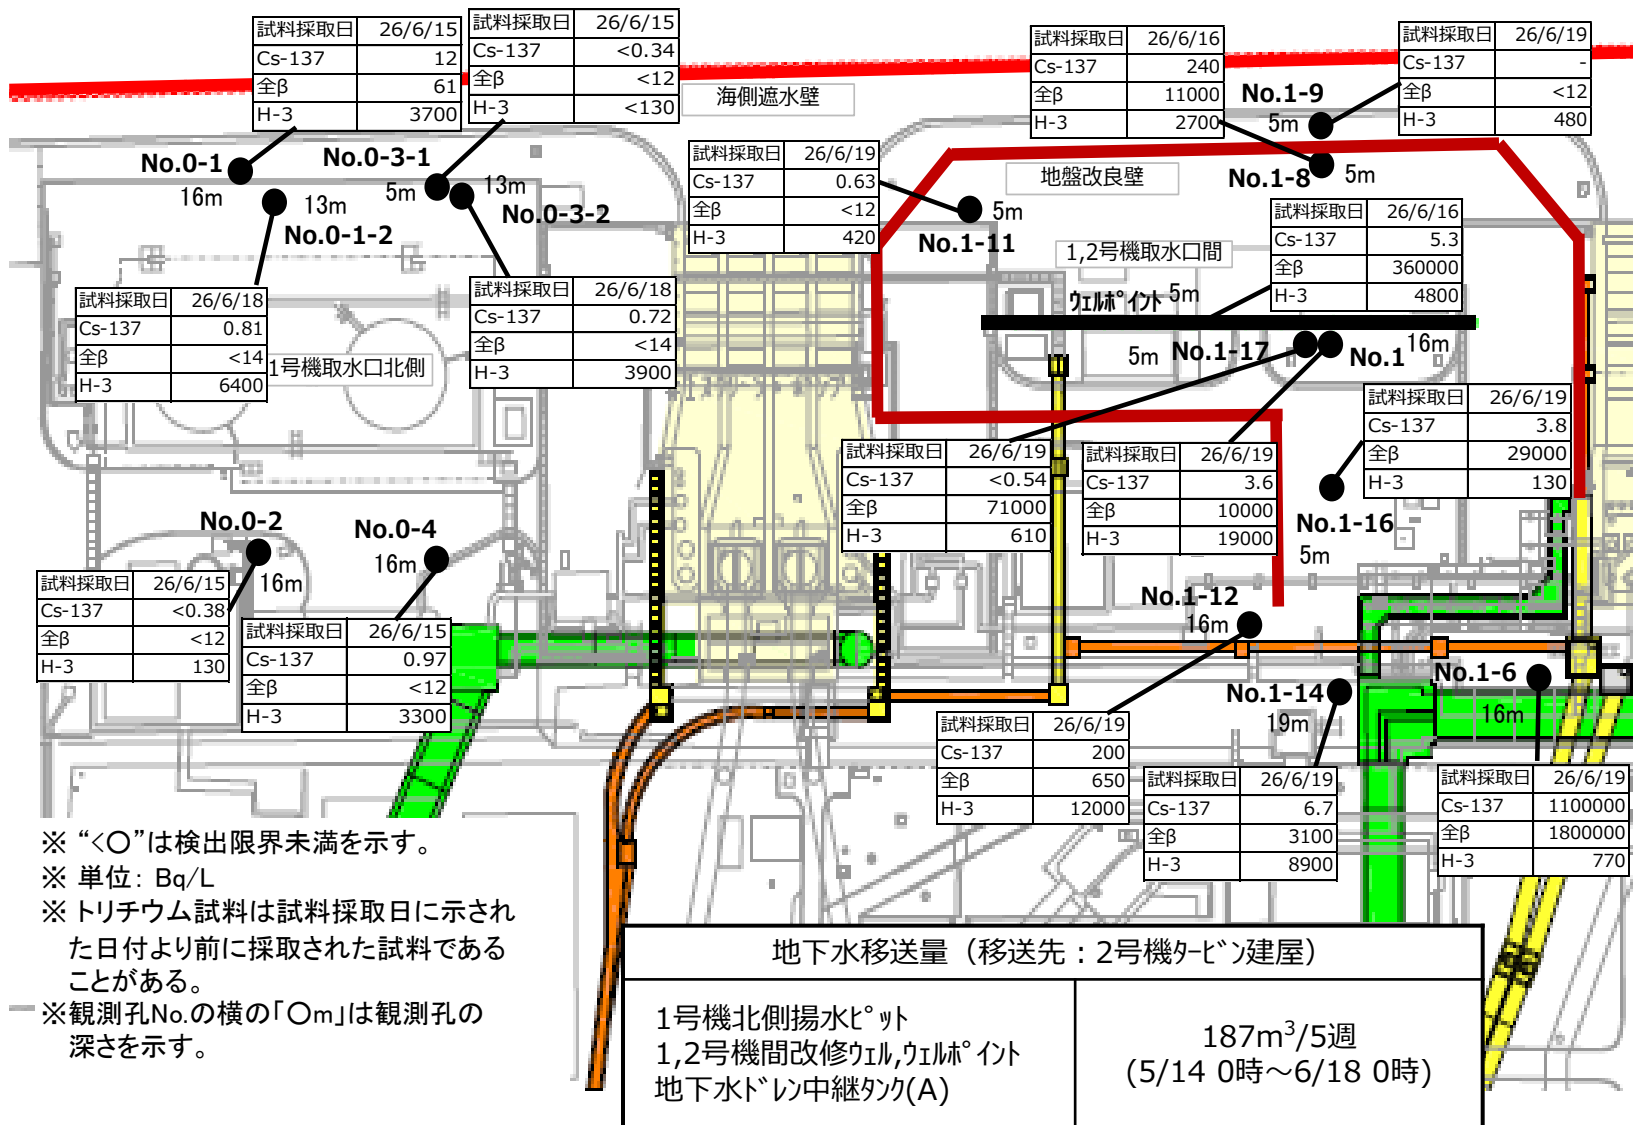 試料採取日 26/6/15
Cs-137 12
全β 61
H-3 3700
試料採取日 26/6/15
Cs-137 <0.34
全β <12
H-3 <130
海側遮水壁
試料採取日 26/6/16
Cs-137 240
全β 11000
H-3 2700
No.1-9
5m
試料採取日 26/6/19
Cs-137 -
全β <12
H-3 480
No.0-1
16m
No.0-3-1
5m
13m
No.0-1-2
13m
No.0-3-2
試料採取日 26/6/19
Cs-137 0.63
全β <12
H-3 420
5m
No.1-11
地盤改良壁
No.1-8
5m
1,2号機取水口間
試料採取日 26/6/16
Cs-137 5.3
全β 360000
H-3 4800
ｳｪﾙﾎﾟｲﾝﾄ 5m
5m
No.1-17
No.1
16m
試料採取日 26/6/18
Cs-137 0.81
全β <14
H-3 6400
1号機取水口北側
試料採取日 26/6/18
Cs-137 0.72
全β <14
H-3 3900
試料採取日 26/6/19
Cs-137 <0.54
全β 71000
H-3 610
試料採取日 26/6/19
Cs-137 3.6
全β 10000
H-3 19000
試料採取日 26/6/19
Cs-137 3.8
全β 29000
H-3 130
No.1-16
5m
No.0-2
16m
No.0-4
16m
試料採取日 26/6/15
Cs-137 <0.38
全β <12
H-3 130
試料採取日 26/6/15
Cs-137 0.97
全β <12
H-3 3300
No.1-12
16m
No.1-14
19m
No.1-6
16m
試料採取日 26/6/19
Cs-137 200
全β 650
H-3 12000
試料採取日 26/6/19
Cs-137 6.7
全β 3100
H-3 8900
試料採取日 26/6/19
Cs-137 1100000
全β 1800000
H-3 770
※ “<〇”は検出限界未満を示す。
※ 単位：Bq/L
※ トリチウム試料は試料採取日に示され
た日付より前に採取された試料である
ことがある。
※観測孔No.の横の「〇m」は観測孔の
深さを示す。
地下水移送量（移送先：2号機ﾀｰﾋﾞﾝ建屋）
1号機北側揚水ﾋﾟｯﾄ
1,2号機間改修ｳｪﾙ,ｳｪﾙﾎﾟｲﾝﾄ
地下水ﾄﾞﾚﾝ中継ﾀﾝｸ(A)
187m³/5週
(5/14 0時～6/18 0時)